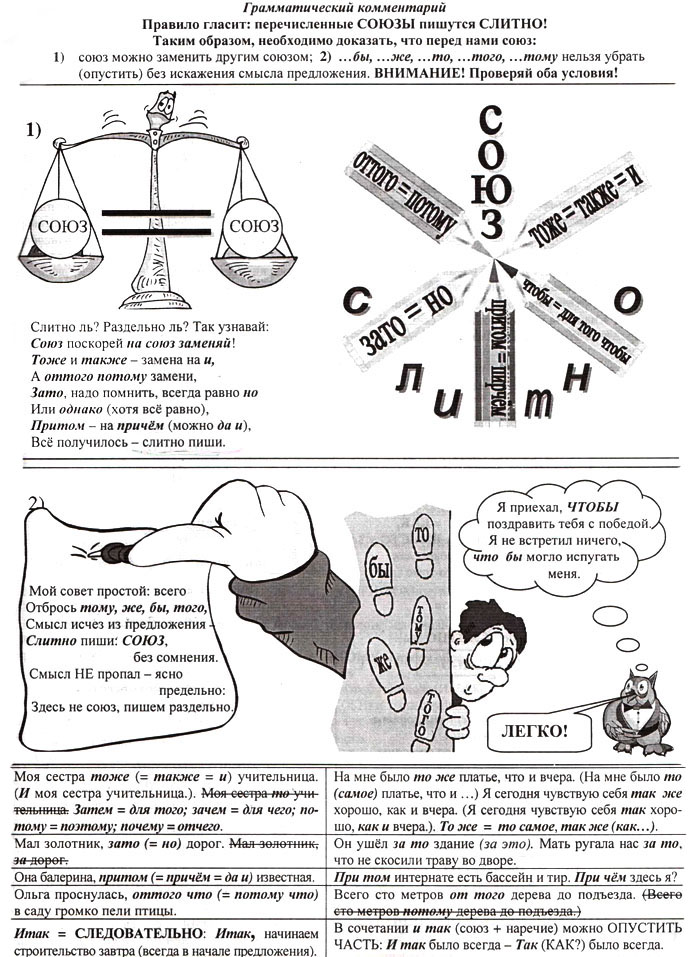 Грамматический комментарий
Правило гласит: перечисленные СОЮЗЫ пишутся СЛИТНО!
Таким образом, необходимо доказать, что перед нами союз:
1) союз можно заменить другим союзом; 2) …бы, …же, …то, …того, …тому нельзя убрать
(опустить) без искажения смысла предложения. ВНИМАНИЕ! Проверяй оба условия!
1)
СОЮЗ
СОЮЗ
Слитно ль? Раздельно ль? Так узнавай:
Союз поскорей на союз заменяй!
Тоже и также – замена на и,
А оттого потому замени,
Зато, надо помнить, всегда равно но
Или однако (хотя всё равно),
Притом – на причём (можно да и),
Всё получилось – слитно пиши.
СОЮЗ
оттого = потому
тоже = также = и
зато = но
притом = причём
чтобы = для того чтобы
СЛИТНО
2)
Мой совет простой: всего
Отбрось тому, же, бы, того,
Смысл исчез из предложения –
Слитно пиши: СОЮЗ,
без сомнения.
Смысл НЕ пропал – ясно
предельно:
Здесь не союз, пишем раздельно.
то
бы
тому
же
того
Я приехал, ЧТОБЫ
поздравить тебя с победой.
Я не встретил ничего,
что бы могло испугать
меня.
ЛЕГКО!
Моя сестра тоже (= также = и) учительница.
(И моя сестра учительница.). Моя сестра то учи-
тельница. Затем = для того; зачем = для чего; по-
тому = поэтому; почему = отчего.
На мне было то же платье, что и вчера. (На мне было то
(самое) платье, что и …) Я сегодня чувствую себя так же
хорошо, как и вчера. (Я сегодня чувствую себя так хоро-
шо, как и вчера.). То же = то самое, так же (как…).
Мал золотник, зато (= но) дорог. Мал золотник,
за дорог.
Он ушёл за то здание (за это). Мать ругала нас за то,
что не скосили траву во дворе.
Она балерина, притом (= причём = да и) известная.
При том интернате есть бассейн и тир. При чём здесь я?
Ольга проснулась, оттого что (= потому что)
в саду громко пели птицы.
Всего сто метров от того дерева до подъезда. (Всего
сто метров потому дерева до подъезда.)
Итак = СЛЕДОВАТЕЛЬНО: Итак, начинаем
строительство завтра (всегда в начале предложения).
В сочетании и так (союз + наречие) можно ОПУСТИТЬ
ЧАСТЬ: И так было всегда – Так (КАК?) было всегда.